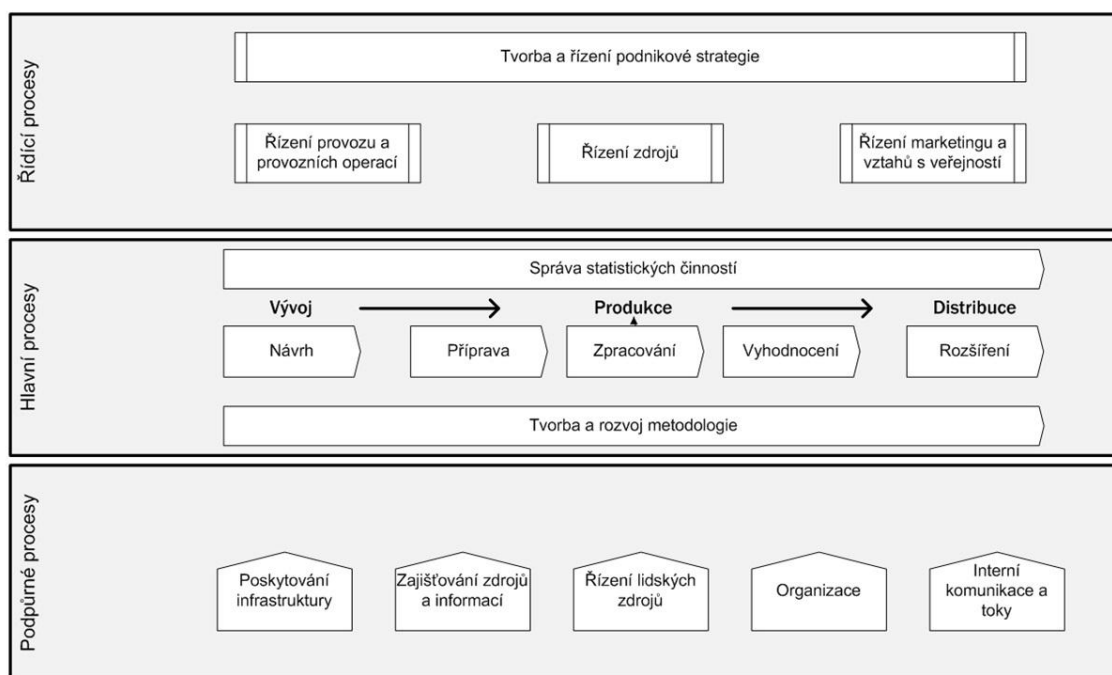 Řídící procesy
Tvorba a řízení podnikové strategie
Řízení provozu a
provozních operací
Řízení zdrojů
Řízení marketingu a
vztahů s veřejností
Hlavní procesy
Správa statistických činností
Vývoj
Produkce
Distribuce
Návrh
Příprava
Zpracování
Vyhodnocení
Rozšíření
Tvorba a rozvoj metodologie
Podpůrné procesy
Poskytování
infrastruktury
Zajišťování zdrojů
a informací
Řízení lidských
zdrojů
Organizace
Interní
komunikace a
toky